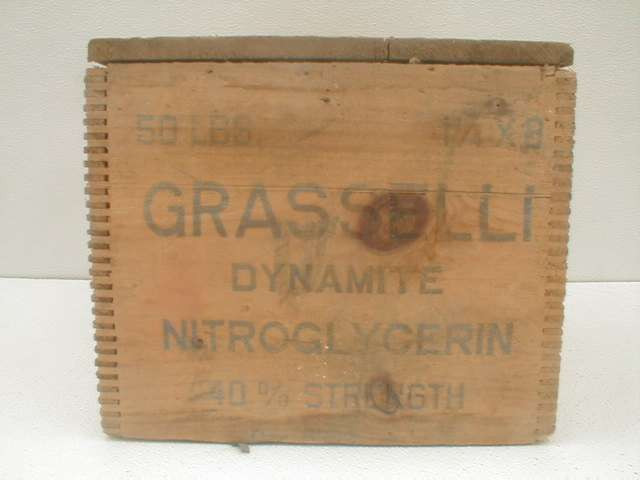 50 LBS 1¼ X 8
GRASSELLI
DYNAMITE
NITROGLYCERIN
40 % STRENGTH